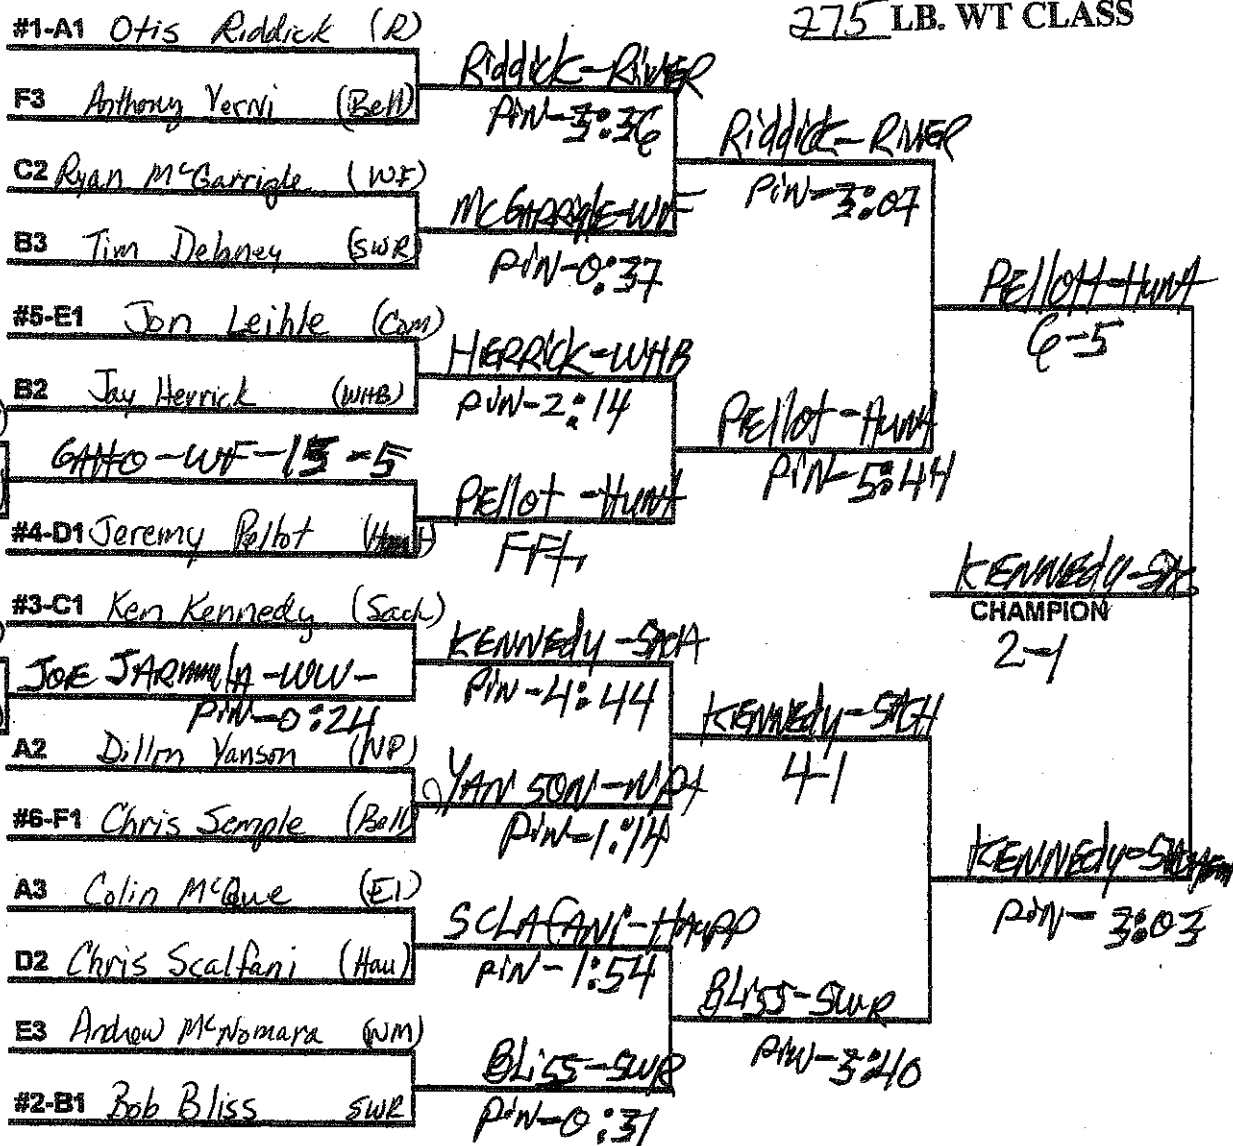 275 LB. WT CLASS
#1-A1 Otis Riddick (R)
Riddick-RiVER
PiN-3:36
F3 Anthony Yerni (Bell)
Riddick-RIVER
PiN-3:07
C2 Ryan McGarrigle (WF)
McGARRigle-WF
PiN-0:37
B3 Tim Delaney (SWR)
PEllot-Hunt
6-5
#5-E1 Jon Leihle (Com)
HERRICK-WHB
PiN-2:14
B2 Jay Herrick (WHB)
PEllot-Hunt
PiN-5:44
GAtto-WF-15-5
PEllot-Hunt
FFt
#4-D1 Jeremy Pellot
KENNEdy
CHAMPION
2-1
#3-C1 Ken Kennedy (Sach)
KENNEdy-SACH
PiN-4:44
JOE JARmulA-WW-
PiN-0:24
KENNEdy-SACH
4-1
A2 Dillon Yanson (NP)
YANSON-NPt
PiN-1:14
#6-F1 Chris Semple (Bell)
KENNEdy
PiN-3:03
A3 Colin McQue (EI)
SCLAfANi-HAupp
PiN-1:54
D2 Chris Scalfani (Hau)
BLiss-SWR
PiN-3:40
E3 Andrew McNomara (WM)
BLiss-SWR
PiN-0:31
#2-B1 Bob Bliss SWR